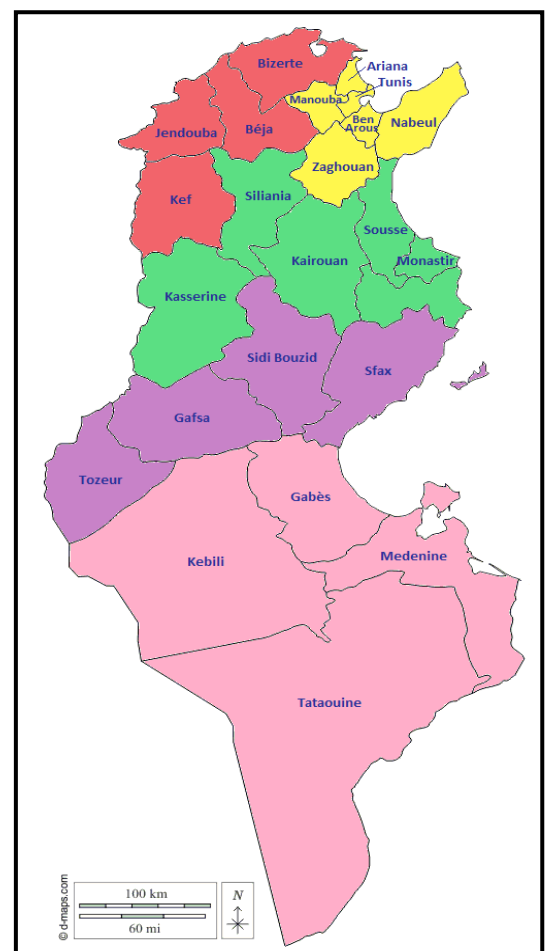 Bizerte
Ariana
Tunis
Manouba
Ben
Arous
Nabeul
Jendouba
Béja
Zaghouan
Kef
Siliania
Sousse
Kairouan
Monastir
Kasserine
Sidi Bouzid
Sfax
Gafsa
Tozeur
Gabès
Kebili
Medenine
Tataouine
100 km
60 mi
N
© d-maps.com